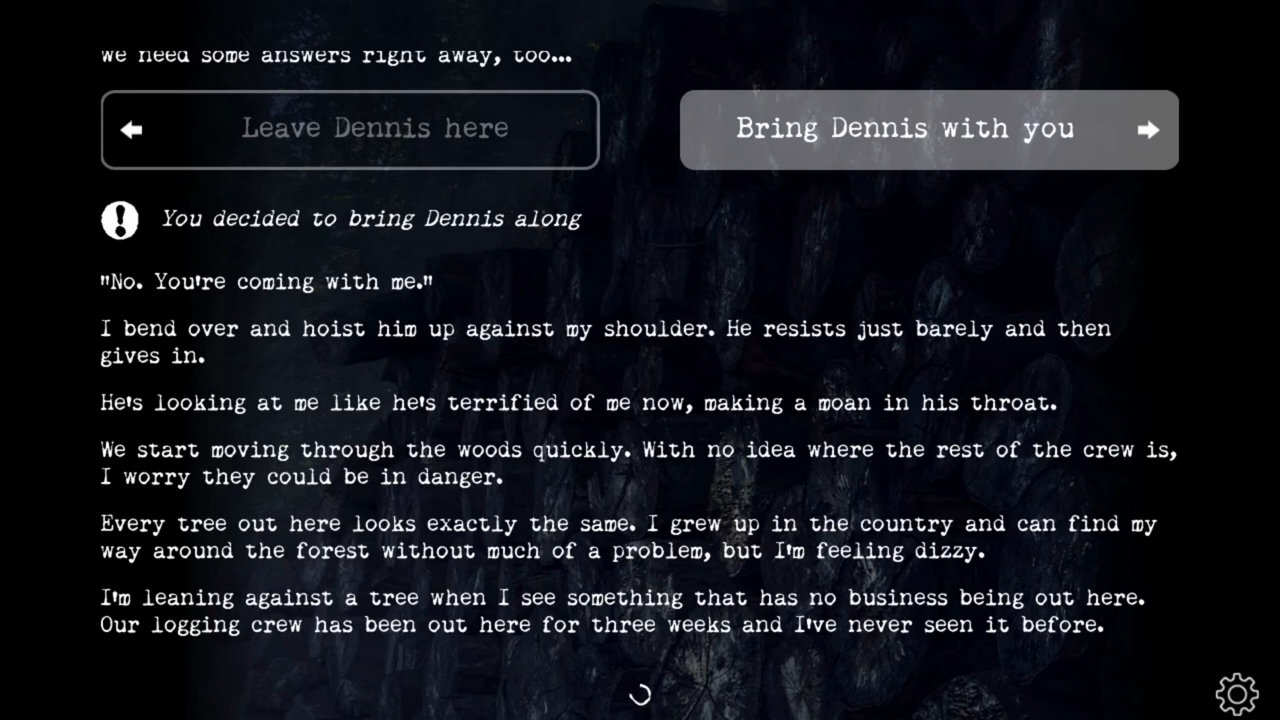 we need some answers right away, too...
Leave Dennis here
Bring Dennis with you
You decided to bring Dennis along
"No. You're coming with me."
I bend over and hoist him up against my shoulder. He resists just barely and then
gives in.
He's looking at me like he's terrified of me now, making a moan in his throat.
We start moving through the woods quickly. With no idea where the rest of the crew is,
I worry they could be in danger.
Every tree out here looks exactly the same. I grew up in the country and can find my
way around the forest without much of a problem, but I'm feeling dizzy.
I'm leaning against a tree when I see something that has no business being out here.
Our logging crew has been out here for three weeks and I've never seen it before.